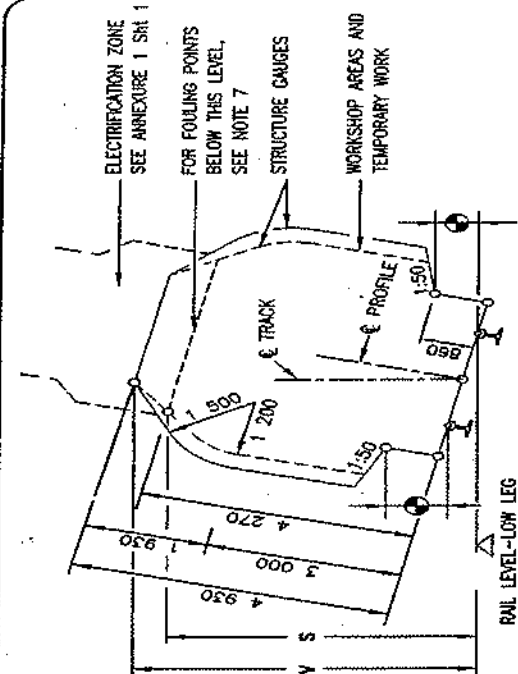 ELECTRIFICATION ZONE
SEE ANNEXURE 1 Sht 1
FOR FOULING POINTS
BELOW THIS LEVEL,
SEE NOTE 7
STRUCTURE GAUGES
WORKSHOP AREAS AND
TEMPORARY WORK
℄ TRACK
℄ PROFILE
1 500
1 200
1:50
1:50
860
4 270
1 930
3 000
4 930
S
V
RAIL LEVEL-LOW LEG